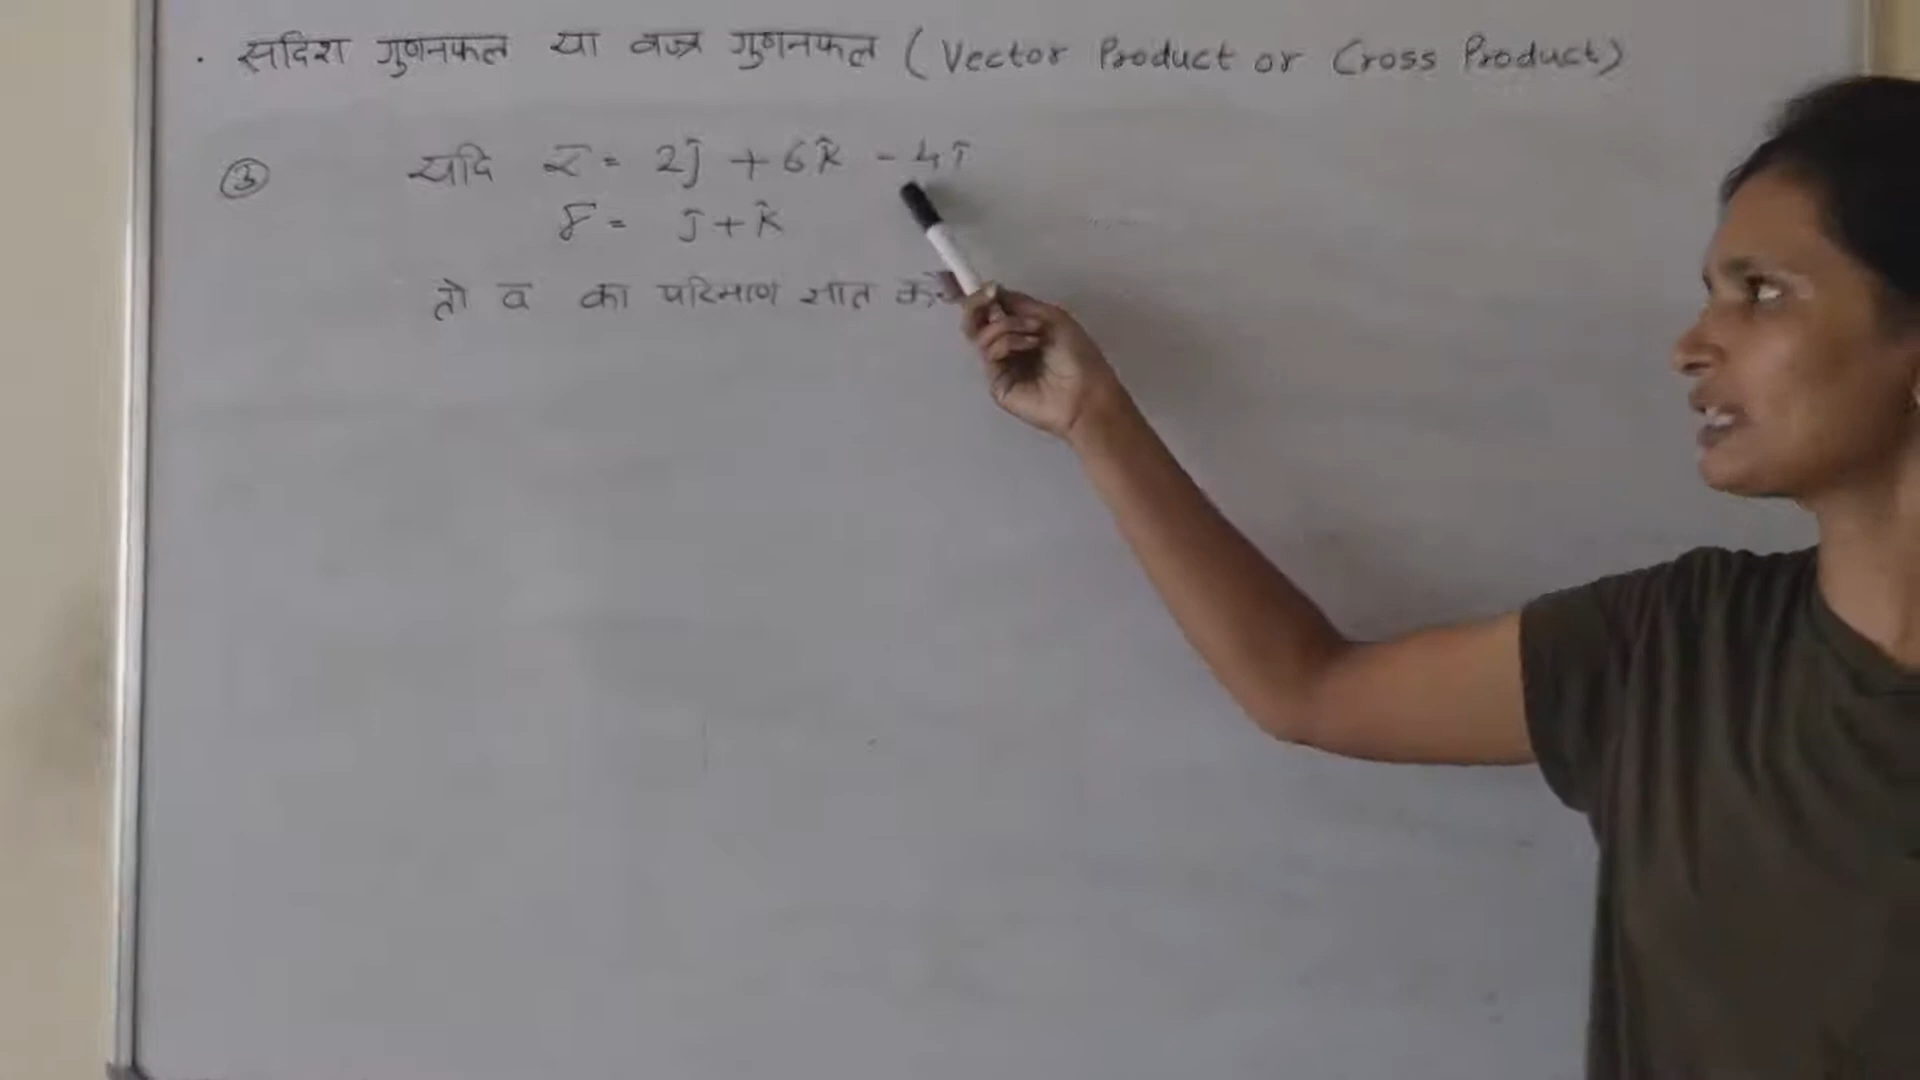 · सदिश गुणनफल या वज्र गुणनफल (Vector Product or Cross Product)
③ यदि = 2ĵ + 6k̂ - 4î
= ĵ + k̂
तो का परिमाण ज्ञात करें